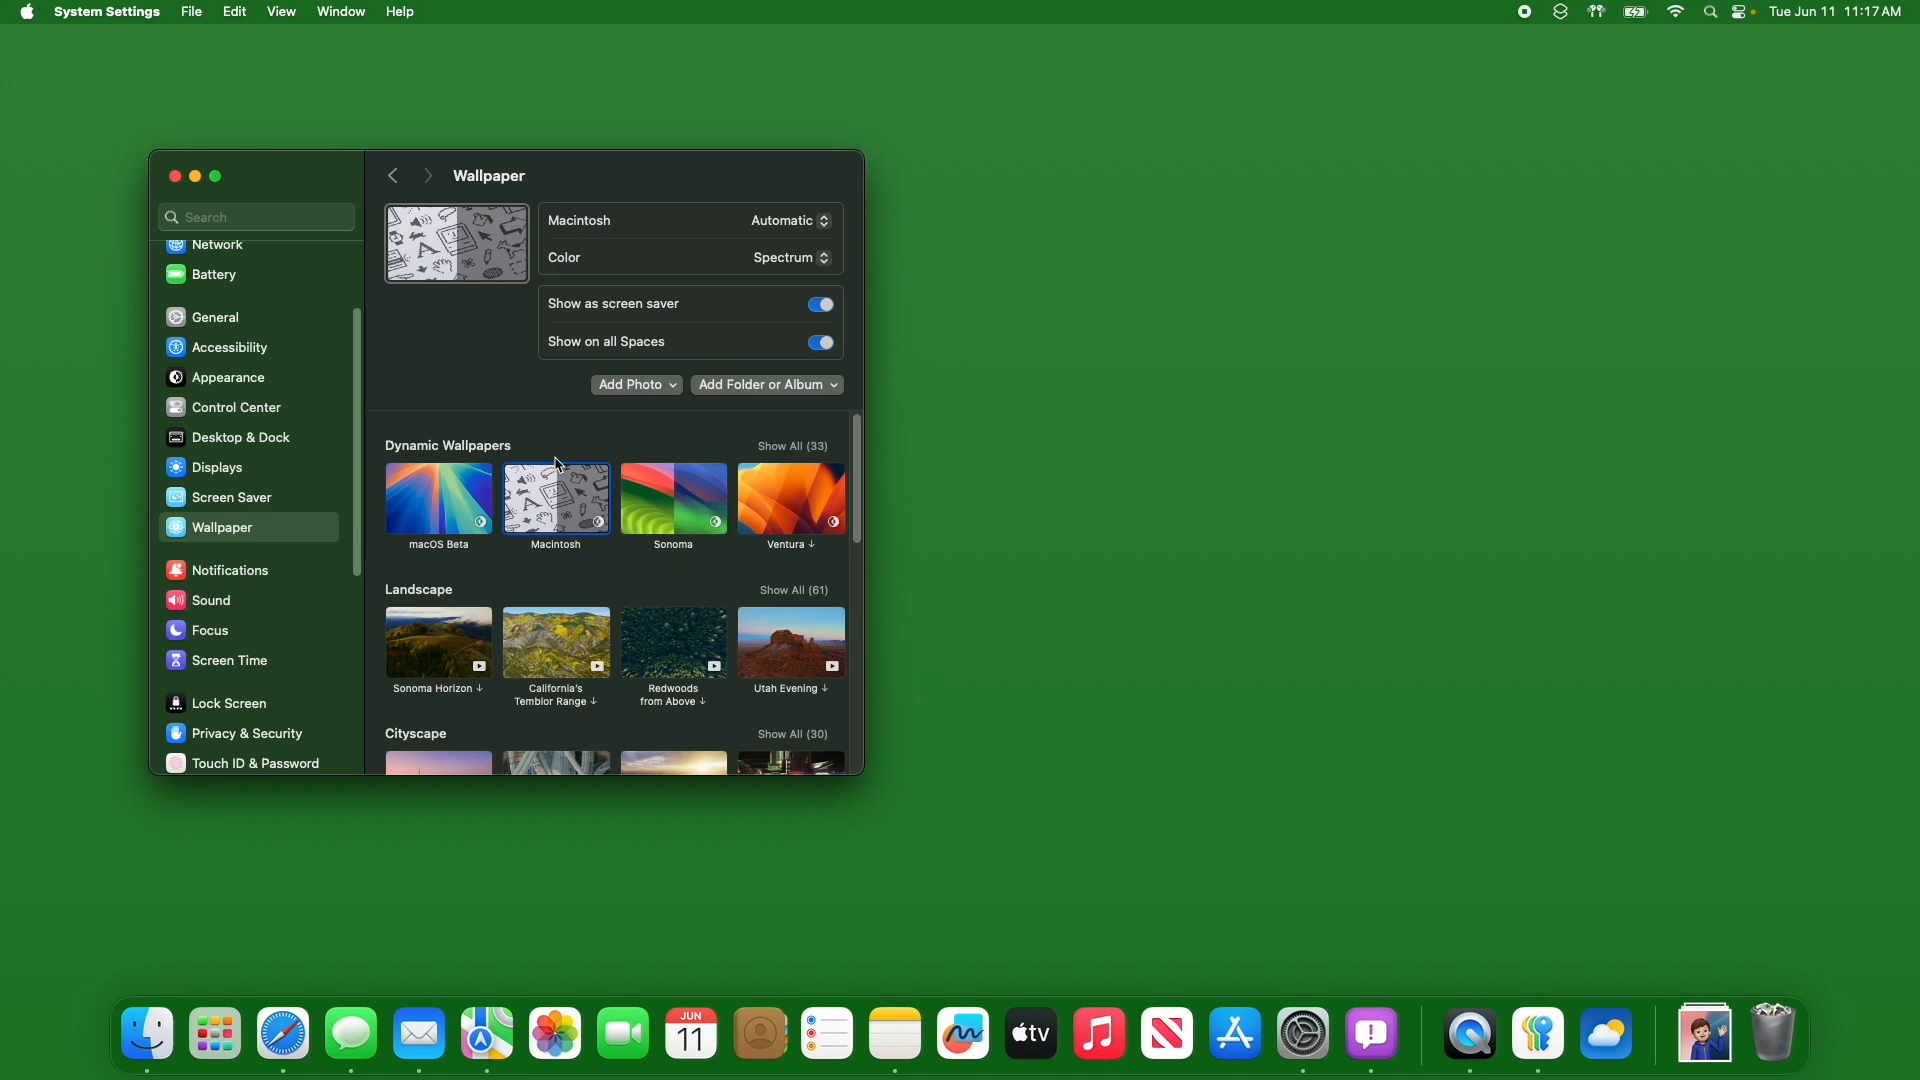 System Settings File Edit View Window Help
Tue Jun 11 11:17 AM
Wallpaper
Search
Network
Battery
General
Accessibility
Appearance
Control Center
Desktop & Dock
Displays
Screen Saver
Wallpaper
Notifications
Sound
Focus
Screen Time
Lock Screen
Privacy & Security
Touch ID & Password
Macintosh Automatic
Color Spectrum
Show as screen saver
Show on all Spaces
Add Photo Add Folder or Album
Dynamic Wallpapers Show All (33)
macOS Beta Macintosh Sonoma Ventura ↓
Landscape Show All (61)
Sonoma Horizon ↓ California's Redwoods Utah Evening ↓
Temblor Range ↓ from Above ↓
Cityscape Show All (30)
JUN
11
tv